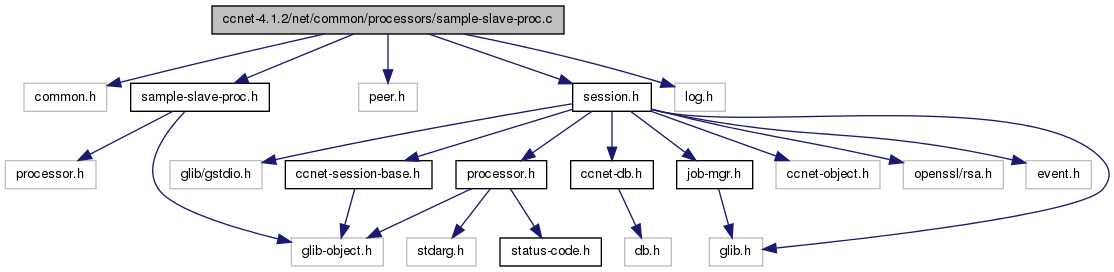 ccnet-4.1.2/net/common/processors/sample-slave-proc.c
common.h
sample-slave-proc.h
peer.h
session.h
log.h
processor.h
glib/gstdio.h
ccnet-session-base.h
processor.h
ccnet-db.h
job-mgr.h
ccnet-object.h
openssl/rsa.h
event.h
glib-object.h
stdarg.h
status-code.h
db.h
glib.h